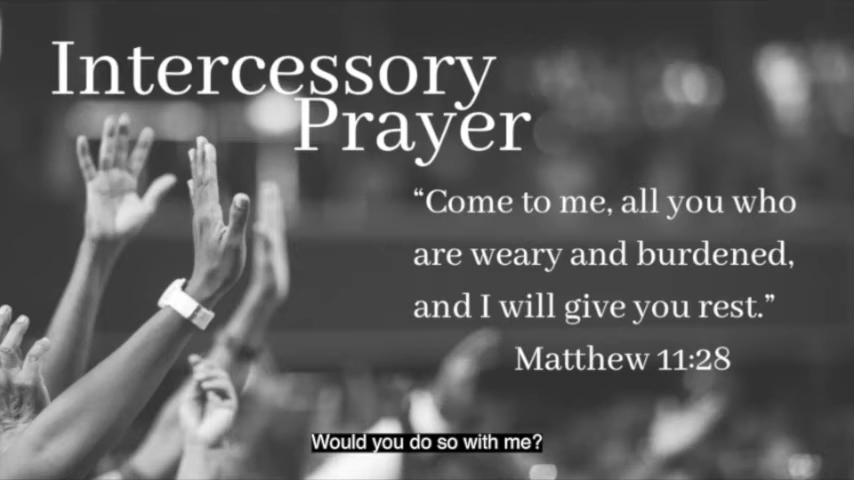 Intercessory
Prayer
“Come to me, all you who
are weary and burdened,
and I will give you rest.”
Matthew 11:28
Would you do so with me?